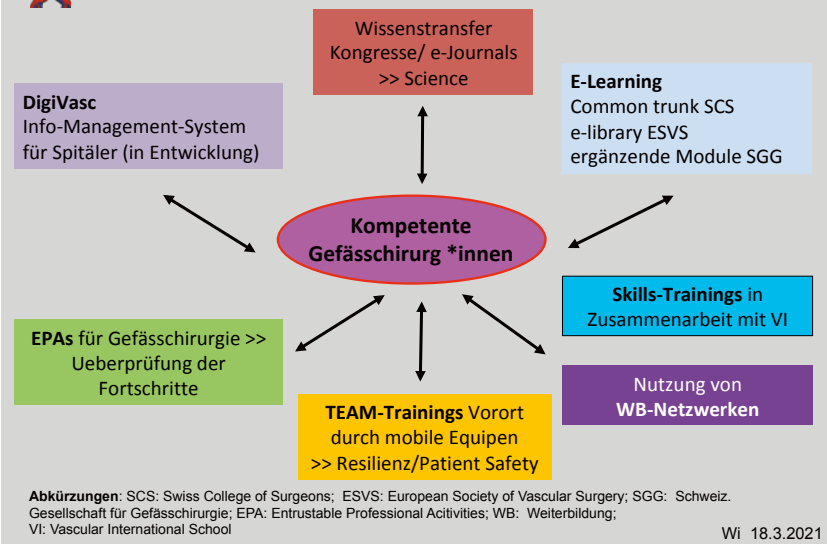 Wissenstransfer
Kongresse/ e-Journals
>> Science
DigiVasc
Info-Management-System
für Spitäler (in Entwicklung)
E-Learning
Common trunk SCS
e-library ESVS
ergänzende Module SGG
Kompetente
Gefässchirurg *innen
Skills-Trainings in
Zusammenarbeit mit VI
EPAs für Gefässchirurgie >>
Ueberprüfung der
Fortschritte
TEAM-Trainings Vorort
durch mobile Equipen
>> Resilienz/Patient Safety
Nutzung von
WB-Netzwerken
Abkürzungen: SCS: Swiss College of Surgeons; ESVS: European Society of Vascular Surgery; SGG: Schweiz.
Gesellschaft für Gefässchirurgie; EPA: Entrustable Professional Acitivities; WB: Weiterbildung;
VI: Vascular International School
Wi 18.3.2021